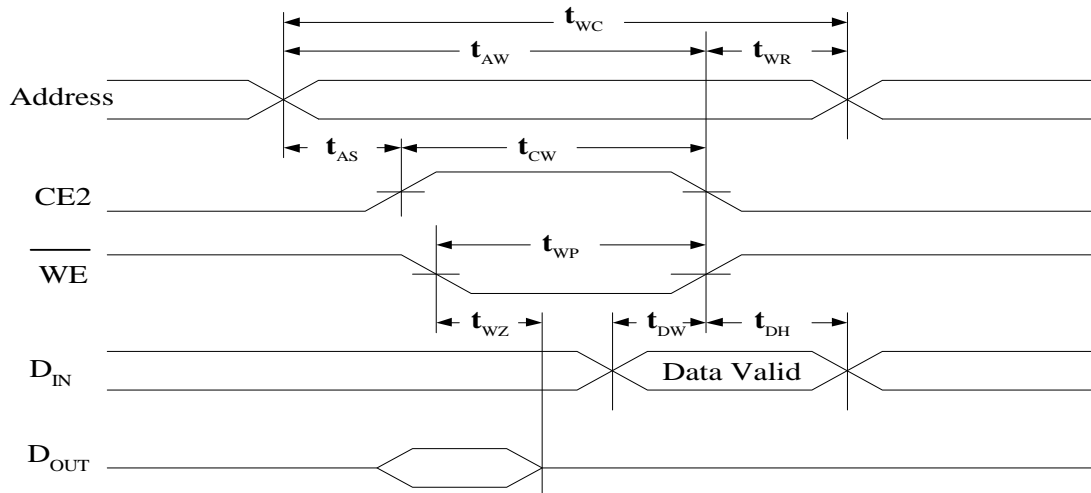 tWC
tAW
tWR
Address
tAS
tCW
CE2
WE
tWP
tWZ
tDW
tDH
DIN
Data Valid
DOUT